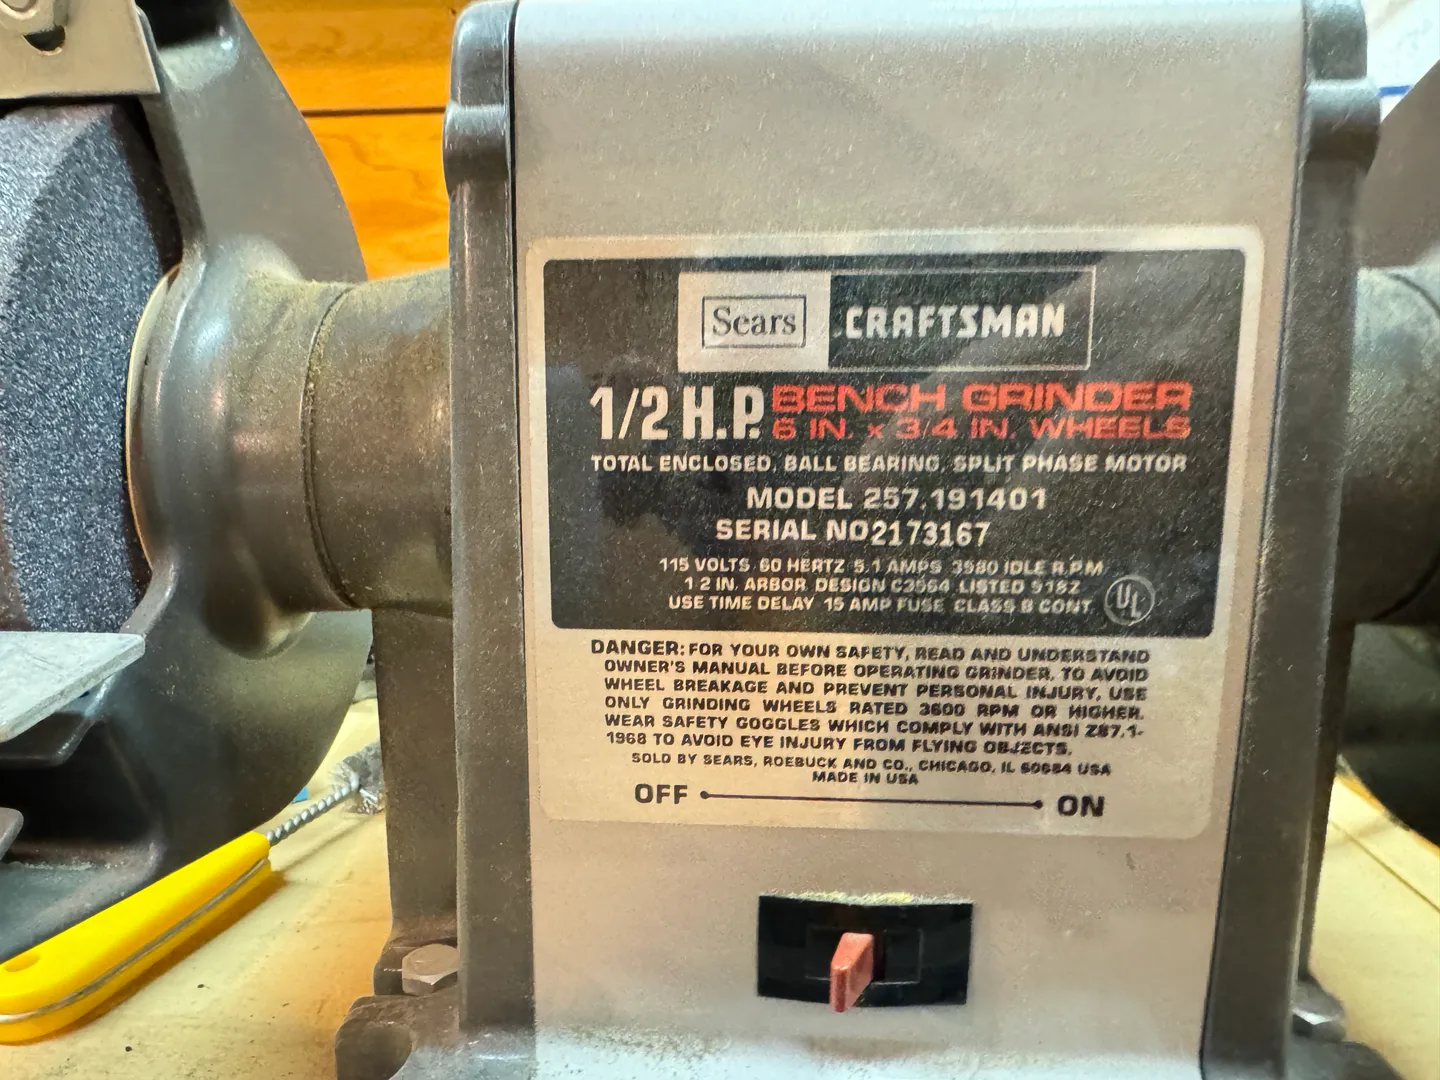 Sears CRAFTSMAN
1/2 H.P. BENCH GRINDER
6 IN. x 3/4 IN. WHEELS
TOTAL ENCLOSED, BALL BEARING, SPLIT PHASE MOTOR
MODEL 257.191401
SERIAL NO2173167
115 VOLTS 60 HERTZ 5.1 AMPS 3580 IDLE R.P.M
1 2 IN. ARBOR DESIGN C3564 LISTED 918Z
USE TIME DELAY 15 AMP FUSE CLASS B CONT.
UL
DANGER: FOR YOUR OWN SAFETY, READ AND UNDERSTAND
OWNER'S MANUAL BEFORE OPERATING GRINDER, TO AVOID
WHEEL BREAKAGE AND PREVENT PERSONAL INJURY, USE
ONLY GRINDING WHEELS RATED 3600 RPM OR HIGHER.
WEAR SAFETY GOGGLES WHICH COMPLY WITH ANSI Z87.1-
1968 TO AVOID EYE INJURY FROM FLYING OBJECTS.
SOLD BY SEARS, ROEBUCK AND CO., CHICAGO, IL 60684 USA
MADE IN USA
OFF ON